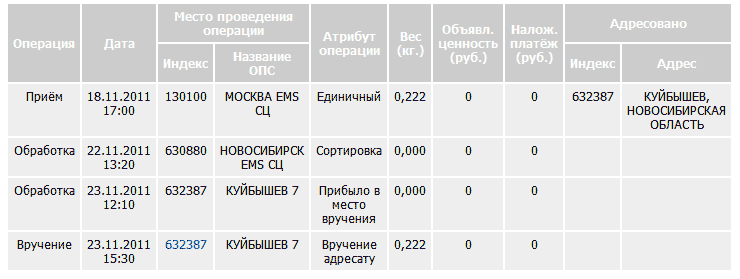 Операция Дата Место проведения операции Атрибут операции Вес (кг.) Объявл. ценность (руб.) Налож. платёж (руб.) Адресовано
Индекс Название ОПС Индекс Адрес
Приём 18.11.2011 130100 МОСКВА EMS Единичный 0,222 0 0 632387 КУЙБЫШЕВ,
17:00 СЦ НОВОСИБИРСКАЯ
ОБЛАСТЬ
Обработка 22.11.2011 630880 НОВОСИБИРСК Сортировка 0,000 0 0
13:20 EMS СЦ
Обработка 23.11.2011 632387 КУЙБЫШЕВ 7 Прибыло в 0,000 0 0
12:10 место
вручения
Вручение 23.11.2011 632387 КУЙБЫШЕВ 7 Вручение 0,222 0 0
15:30 адресату